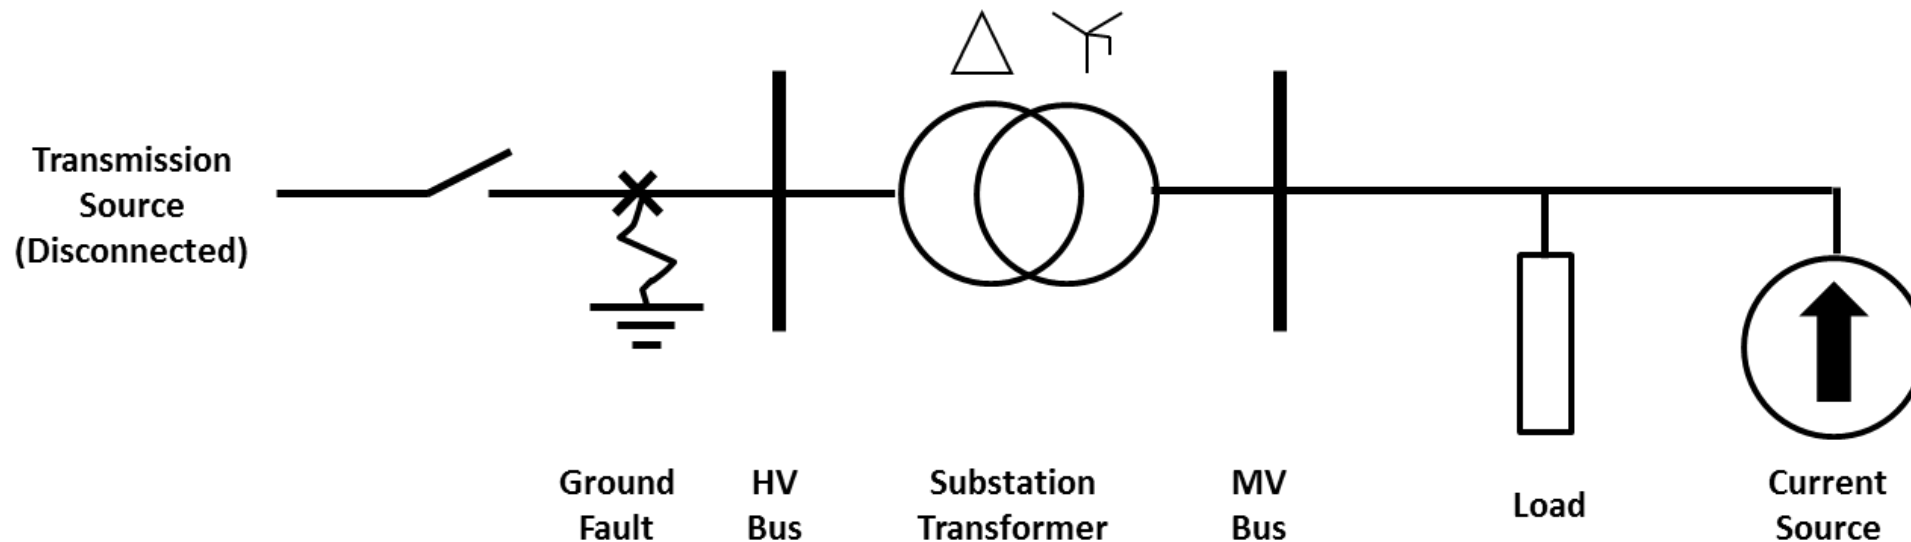 Transmission
Source
(Disconnected)
Ground
Fault
HV
Bus
Substation
Transformer
MV
Bus
Load
Current
Source